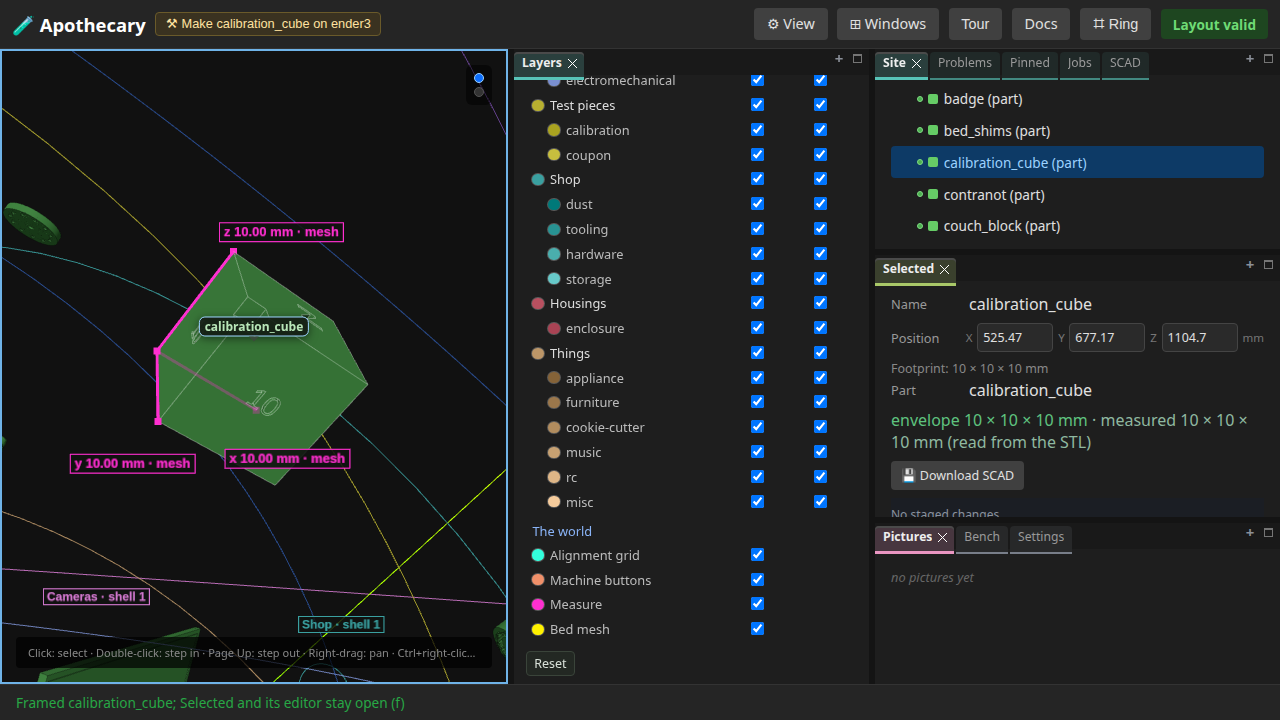 Apothecary
Make calibration_cube on ender3
View
Windows
Tour
Docs
Ring
Layout valid
z 10.00 mm · mesh
calibration_cube
10
y 10.00 mm · mesh
x 10.00 mm · mesh
Cameras · shell 1
Shop · shell 1
Click: select · Double-click: step in · Page Up: step out · Right-drag: pan · Ctrl+right-clic...
Layers
electromechanical
Test pieces
calibration
coupon
Shop
dust
tooling
hardware
storage
Housings
enclosure
Things
appliance
furniture
cookie-cutter
music
rc
misc
The world
Alignment grid
Machine buttons
Measure
Bed mesh
Reset
Site
Problems
Pinned
Jobs
SCAD
badge (part)
bed_shims (part)
calibration_cube (part)
contranot (part)
couch_block (part)
Selected
Name calibration_cube
Position X 525.47 Y 677.17 Z 1104.7 mm
Footprint: 10 × 10 × 10 mm
Part calibration_cube
envelope 10 × 10 × 10 mm · measured 10 × 10 ×
10 mm (read from the STL)
Download SCAD
No staged changes
Pictures
Bench
Settings
no pictures yet
Framed calibration_cube; Selected and its editor stay open (f)